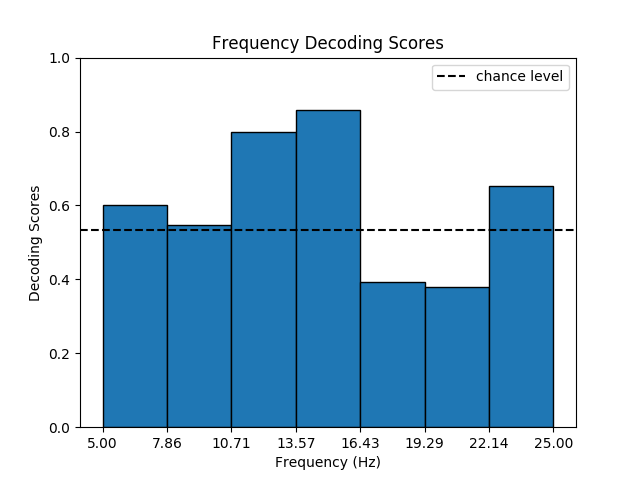 Frequency Decoding Scores
chance level
Decoding Scores
1.0
0.8
0.6
0.4
0.2
0.0
5.00 7.86 10.71 13.57 16.43 19.29 22.14 25.00
Frequency (Hz)